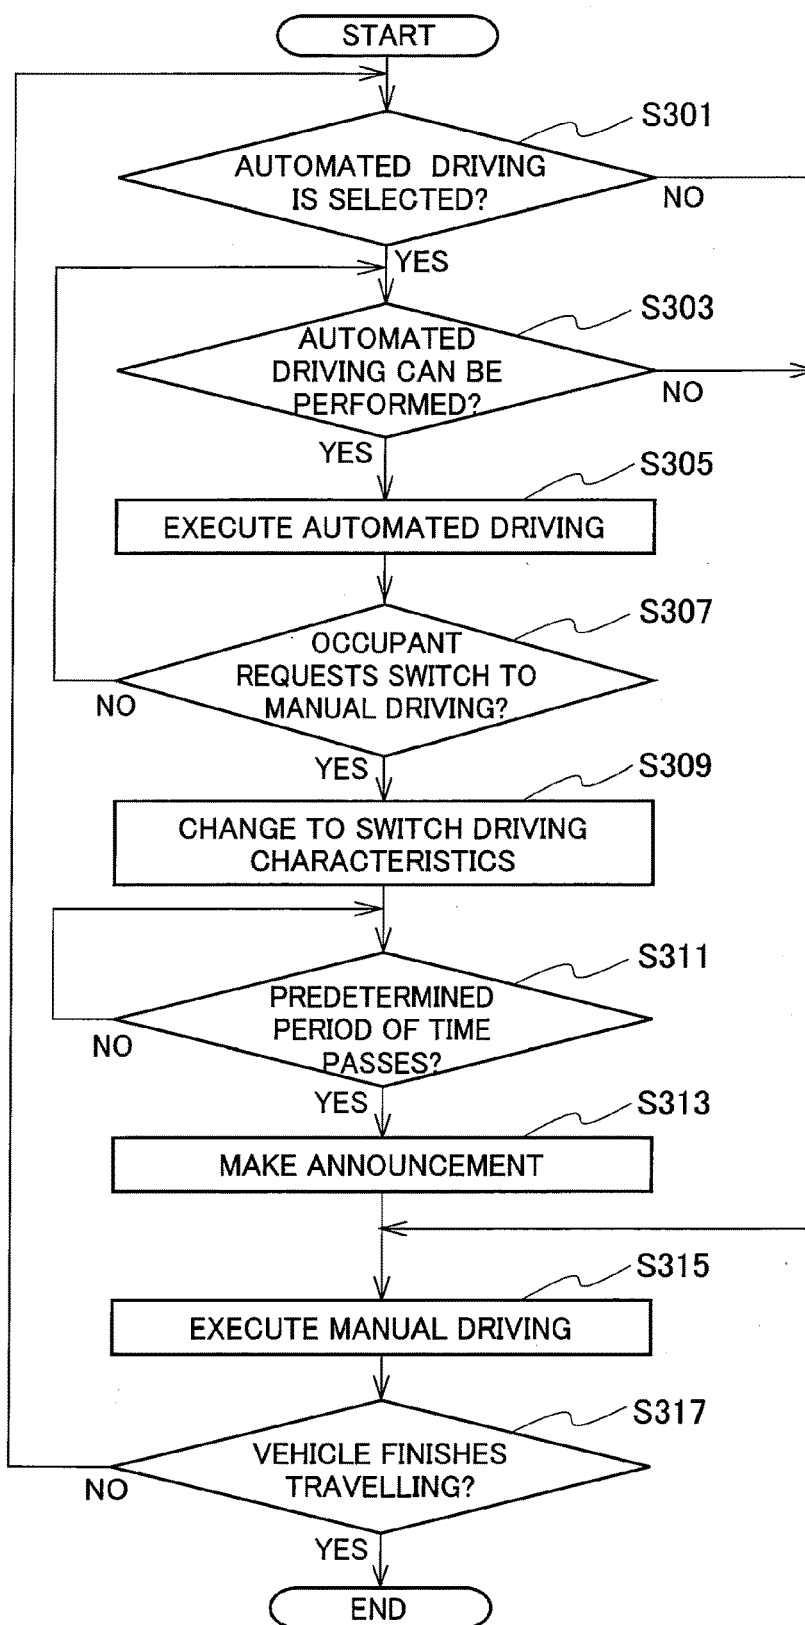 START
S301
AUTOMATED DRIVING
IS SELECTED?
NO
YES
S303
AUTOMATED
DRIVING CAN BE
PERFORMED?
NO
YES
S305
EXECUTE AUTOMATED DRIVING
S307
OCCUPANT
REQUESTS SWITCH TO
MANUAL DRIVING?
NO
YES
S309
CHANGE TO SWITCH DRIVING
CHARACTERISTICS
S311
PREDETERMINED
PERIOD OF TIME
PASSES?
NO
YES
S313
MAKE ANNOUNCEMENT
S315
EXECUTE MANUAL DRIVING
S317
VEHICLE FINISHES
TRAVELLING?
NO
YES
END